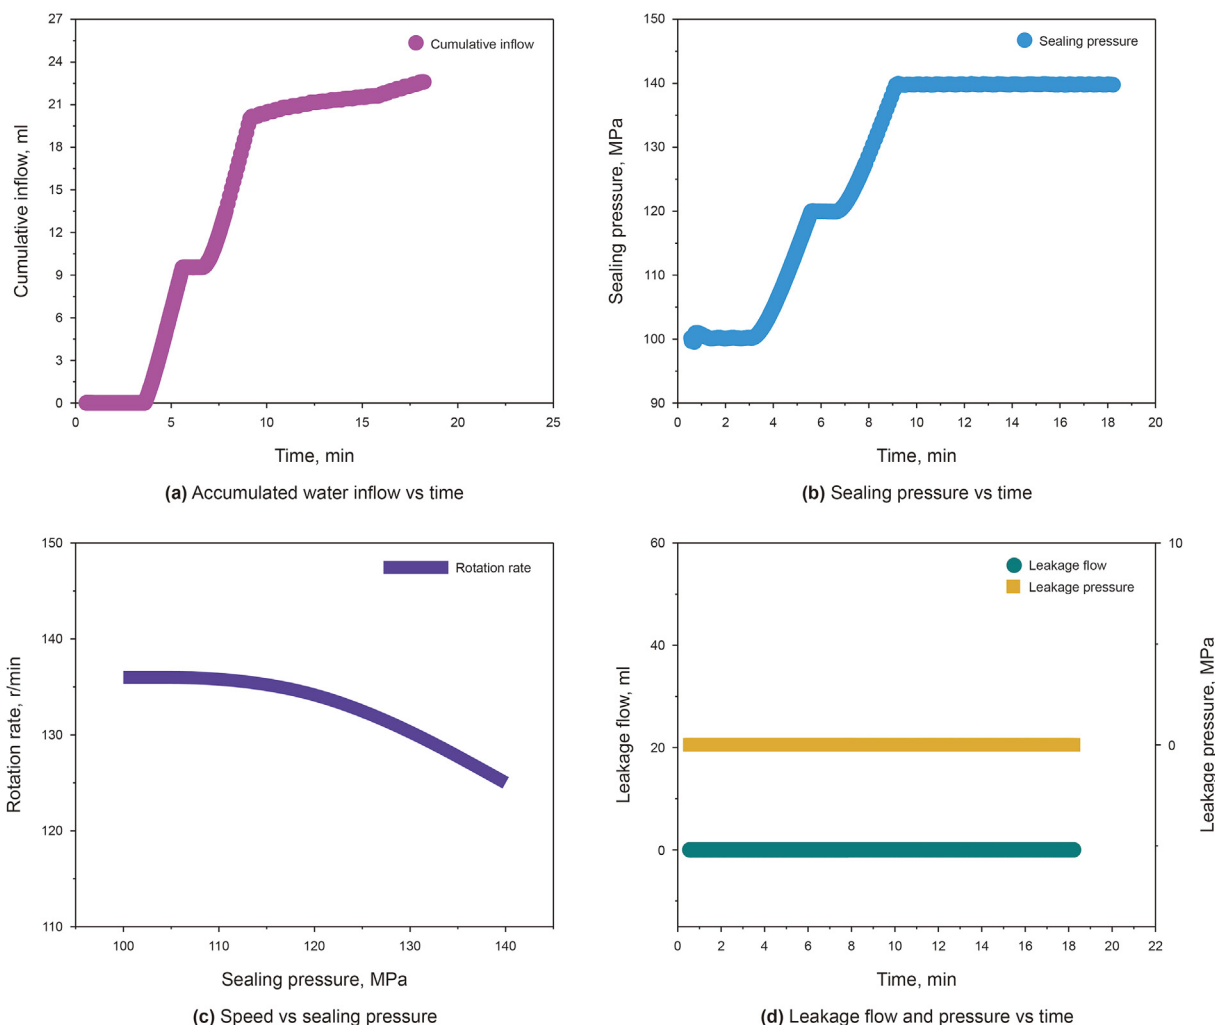 27
24
21
18
15
12
9
6
3
0
0 5 10 15 20 25
Cumulative inflow, ml
Cumulative inflow
Time, min
(a) Accumulated water inflow vs time
150
140
130
120
110
100
90
0 2 4 6 8 10 12 14 16 18 20
Sealing pressure, MPa
Sealing pressure
Time, min
(b) Sealing pressure vs time
150
140
130
120
110
100 110 120 130 140
Rotation rate, r/min
Rotation rate
Sealing pressure, MPa
(c) Speed vs sealing pressure
60
50
40
30
20
0
0 2 4 6 8 10 12 14 16 18 20 22
Leakage flow, ml
Leakage flow
Leakage pressure
10
0
Leakage pressure, MPa
Time, min
(d) Leakage flow and pressure vs time